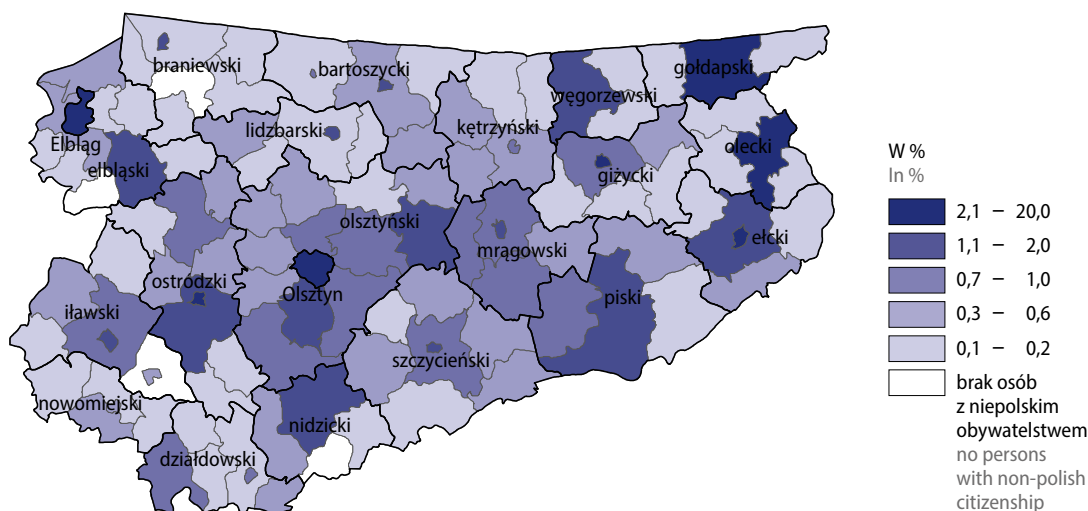 braniewski
bartoszycki
gołdapski
węgorzewski
lidzbarski
kętrzyński
Elbląg
elbląski
olecki
giżycki
olsztyński
ełcki
mrągowski
ostródzki
Olsztyn
piski
iławski
szczycieński
nowomiejski
nidzicki
działdowski
W %
In %
2,1 – 20,0
1,1 – 2,0
0,7 – 1,0
0,3 – 0,6
0,1 – 0,2
brak osób
z niepolskim
obywatelstwem
no persons
with non-polish
citizenship